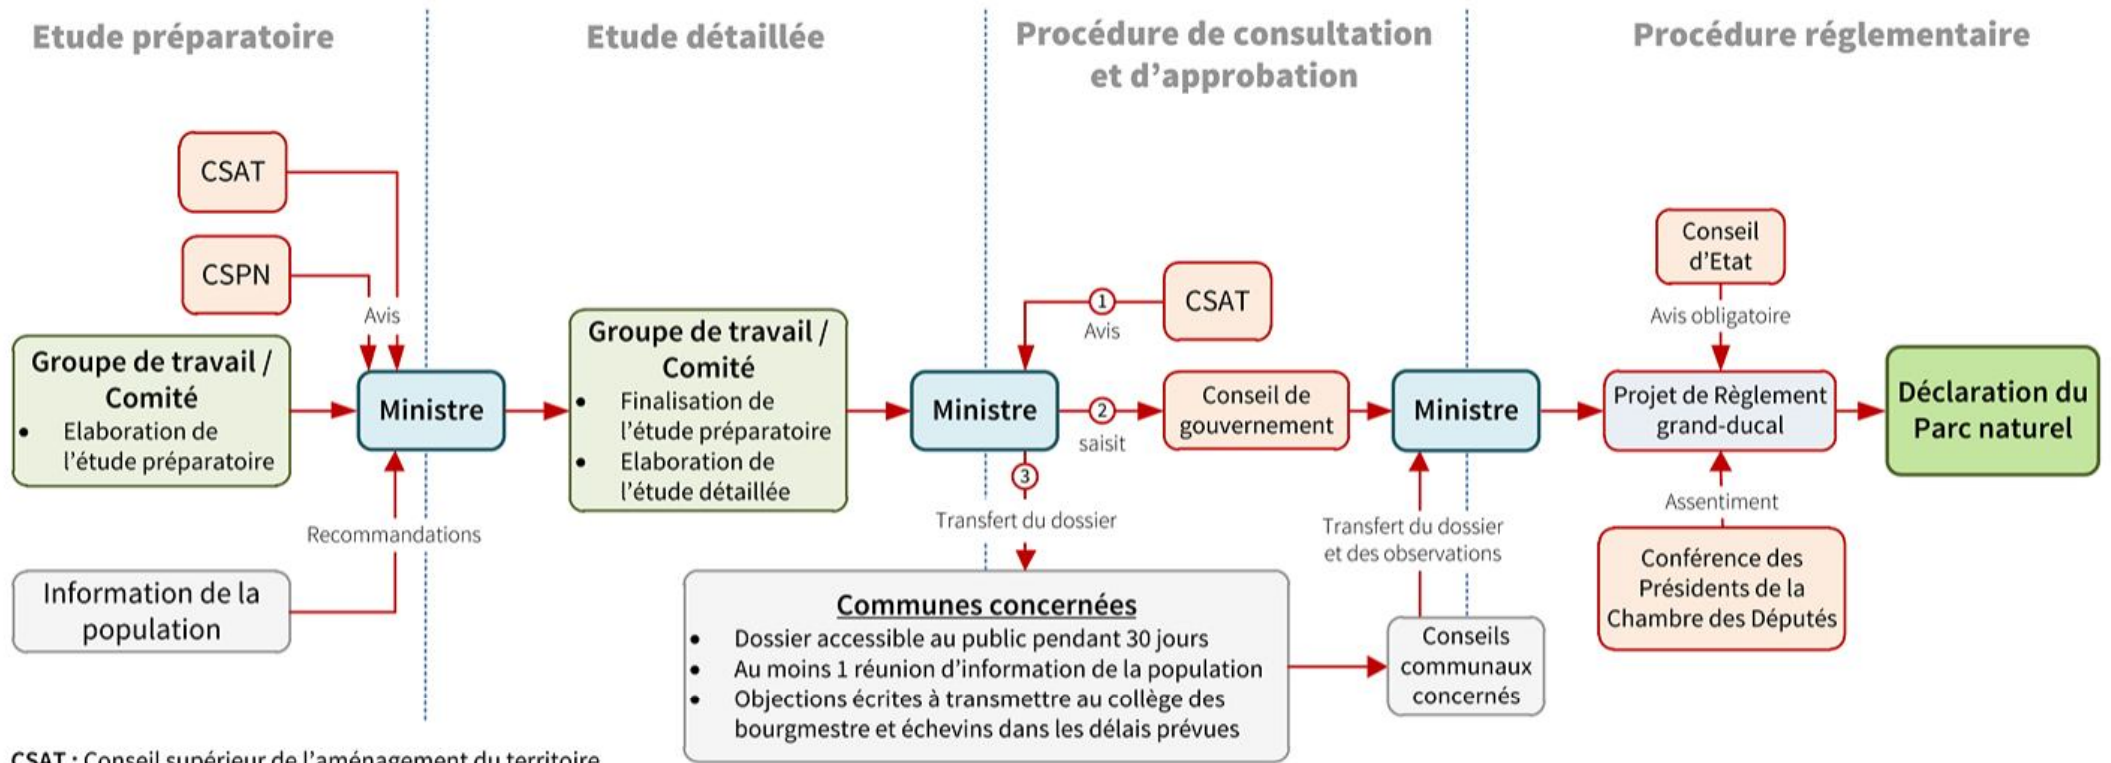 Etude préparatoire
Etude détaillée
Procédure de consultation
et d'approbation
Procédure réglementaire
CSAT
CSPN
Avis
Groupe de travail /
Comité
• Elaboration de
l'étude préparatoire
Ministre
Recommandations
Information de la
population
Groupe de travail /
Comité
• Finalisation de
l'étude préparatoire
• Elaboration de
l'étude détaillée
Ministre
1
Avis
CSAT
2
saisit
Conseil de
gouvernement
3
Transfert du dossier
Communes concernées
• Dossier accessible au public pendant 30 jours
• Au moins 1 réunion d'information de la population
• Objections écrites à transmettre au collège des
bourgmestre et échevins dans les délais prévues
Ministre
Transfert du dossier
et des observations
Conseils
communaux
concernés
Conseil
d'Etat
Avis obligatoire
Projet de Règlement
grand-ducal
Assentiment
Conférence des
Présidents de la
Chambre des Députés
Déclaration du
Parc naturel
CSAT : Conseil supérieur de l'aménagement du territoire